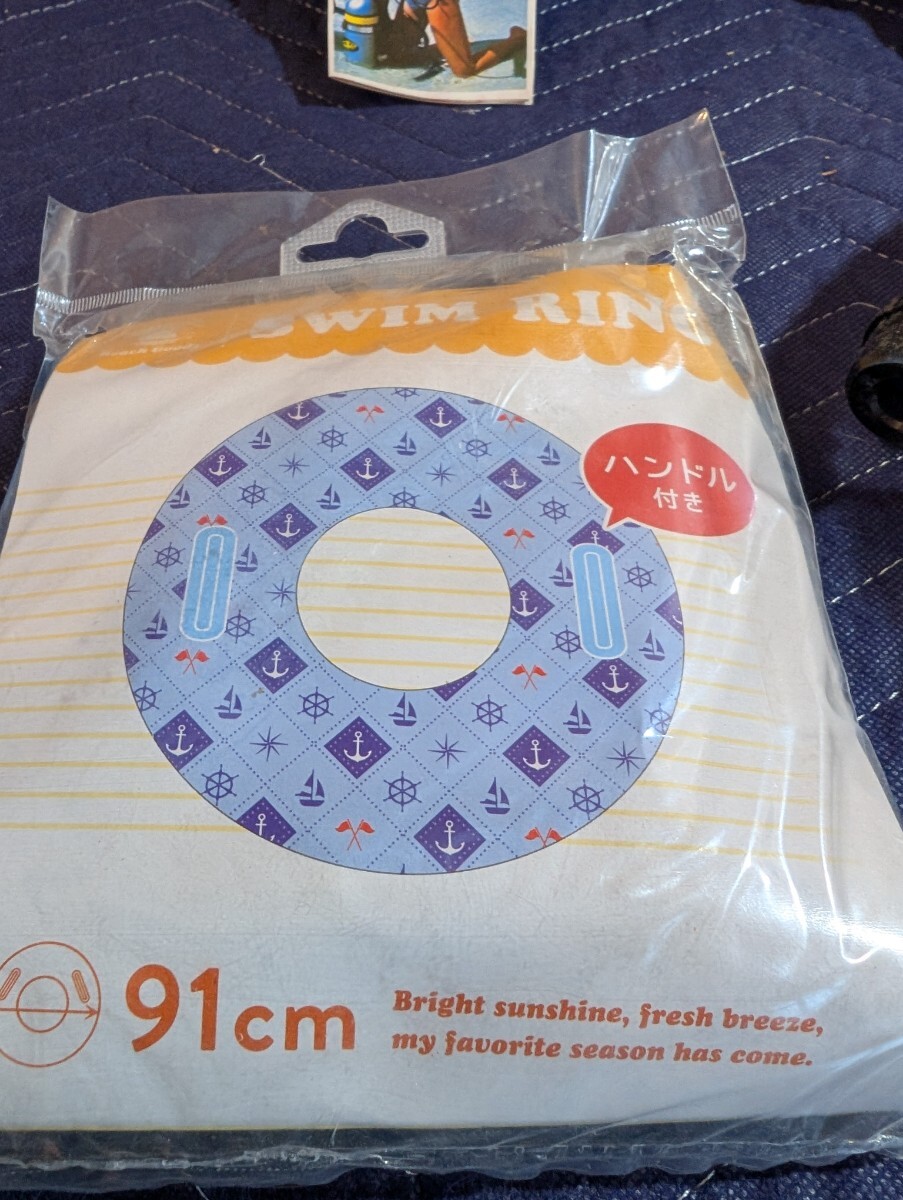 SWIM RING
ハンドル
付き
91cm
Bright sunshine, fresh breeze,
my favorite season has come.